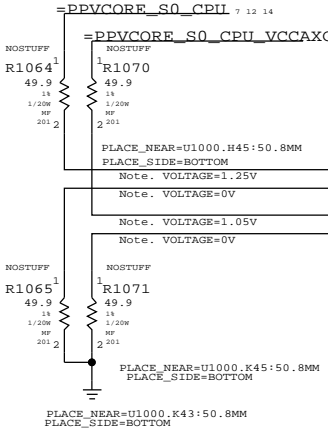 =PPVCORE_S0_CPU 7 12 14
=PPVCORE_S0_CPU_VCCAXG
NOSTUFF NOSTUFF
R1064 1 R1070 1
49.9 49.9
1% 1%
1/20W 1/20W
MF MF
201 2 201 2
PLACE_NEAR=U1000.H45:50.8MM
PLACE_SIDE=BOTTOM
Note. VOLTAGE=1.25V
Note. VOLTAGE=0V
Note. VOLTAGE=1.05V
Note. VOLTAGE=0V
NOSTUFF NOSTUFF
R1065 1 R1071 1
49.9 49.9
1% 1%
1/20W 1/20W
MF MF
201 2 201 2
PLACE_NEAR=U1000.K45:50.8MM
PLACE_SIDE=BOTTOM
PLACE_NEAR=U1000.K43:50.8MM
PLACE_SIDE=BOTTOM